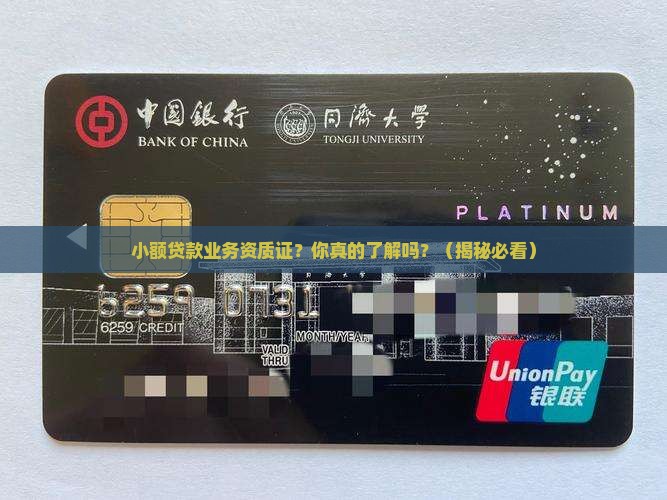 中國銀行
BANK OF CHINA
同濟大學
TONGJI UNIVERSITY
PLATINUM
小额贷款业务资质证？你真的了解吗？（揭秘必看）
6259 0731
6259 CREDIT
MONTH/YEAR
VALID
THRU
UnionPay
银联